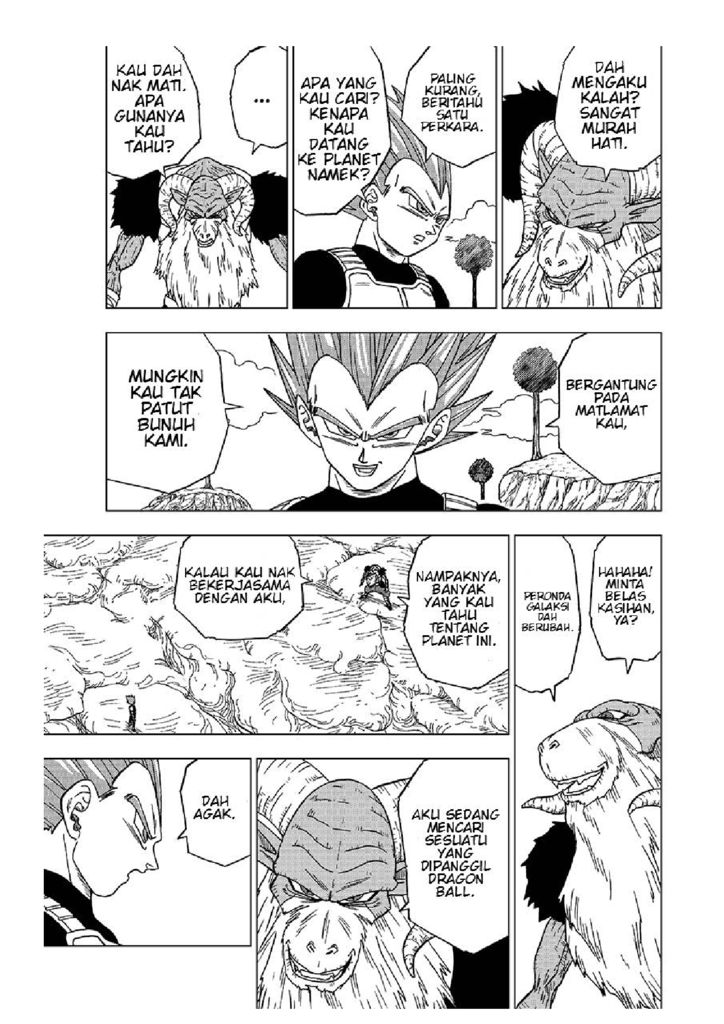 DAH
MENGAKU
KALAH?
SANGAT
MURAH
HATI.
PALING
KURANG,
BERITAHU
SATU
PERKARA.
APA YANG
KAU CARI?
KENAPA
KAU
DATANG
KE PLANET
NAMEK?
...
KAU DAH
NAK MATI.
APA
GUNANYA
KAU
TAHU?
BERGANTUNG
PADA
MATLAMAT
KAU,
MUNGKIN
KAU TAK
PATUT
BUNUH
KAMI.
HAHAHA!
MINTA
BELAS
KASIHAN,
YA?
PERONDA
GALAKSI
DAH
BERUBAH.
NAMPAKNYA,
BANYAK
YANG KAU
TAHU
TENTANG
PLANET INI.
KALAU KAU NAK
BEKERJASAMA
DENGAN AKU,
AKU SEDANG
MENCARI
SESUATU
YANG
DIPANGGIL
DRAGON
BALL.
DAH
AGAK.